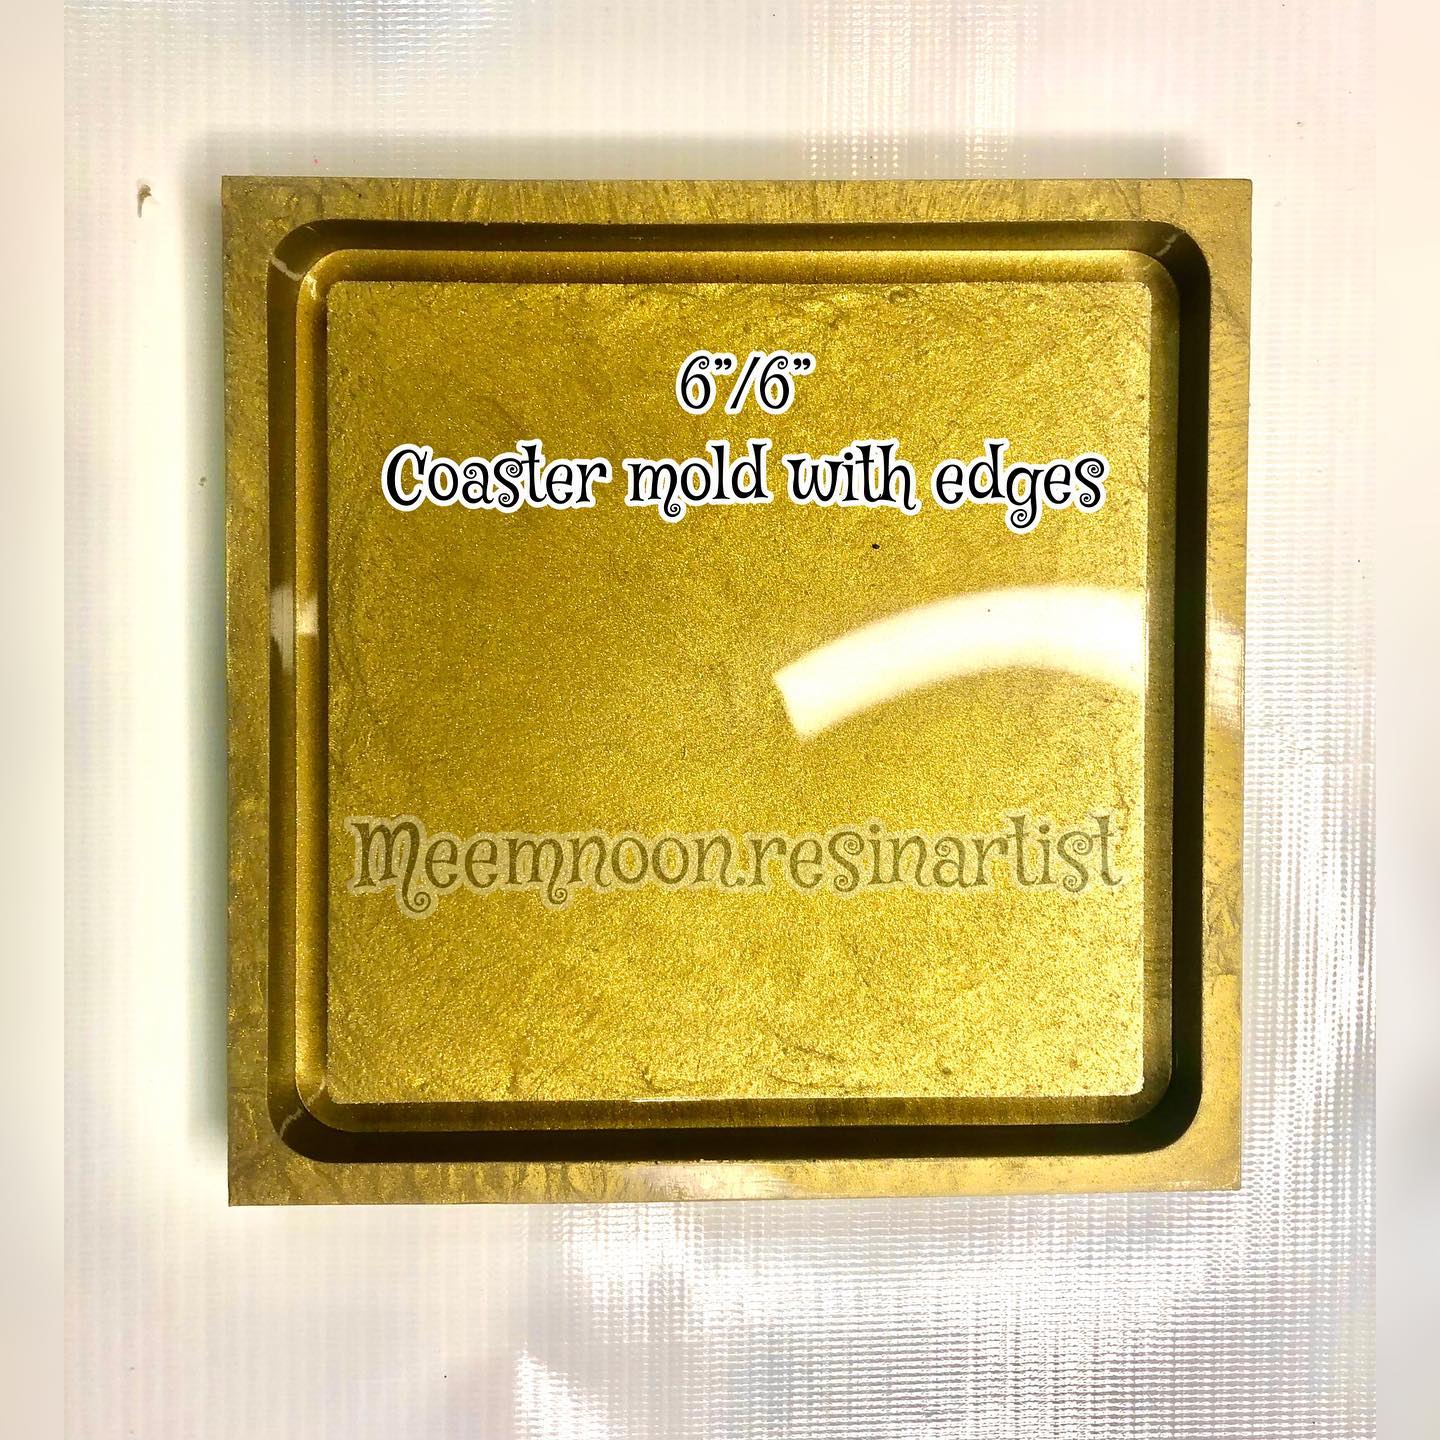 6”/6”
Coaster mold with edges
Meemnoon.resinartist